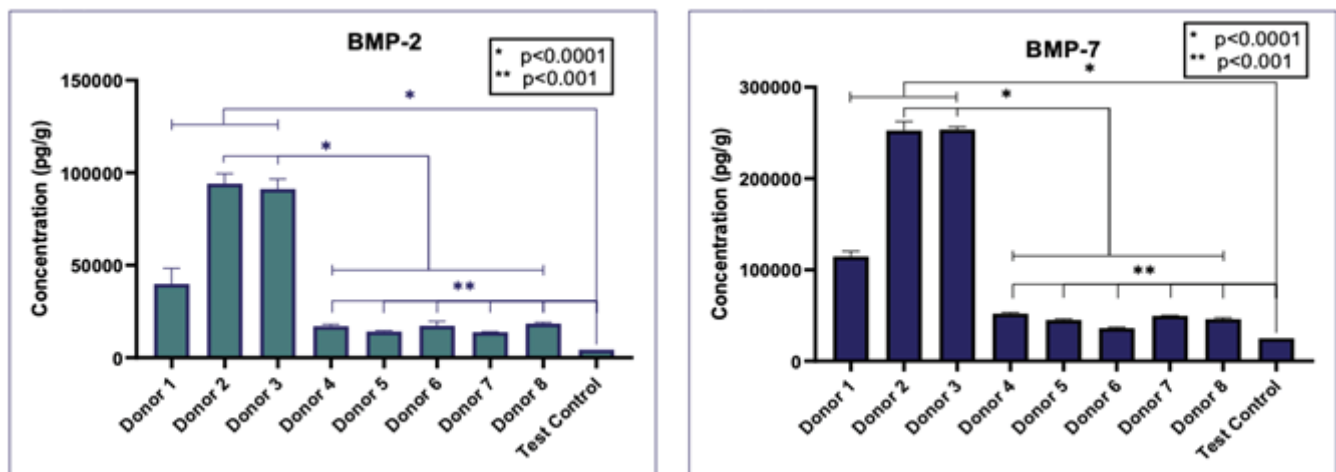 BMP-2
* p<0.0001
** p<0.001
Concentration (pg/g)
150000
100000
50000
0
*
*
**
Donor 1
Donor 2
Donor 3
Donor 4
Donor 5
Donor 6
Donor 7
Donor 8
Test Control
BMP-7
* p<0.0001
** p<0.001
Concentration (pg/g)
300000
200000
100000
0
*
*
**
Donor 1
Donor 2
Donor 3
Donor 4
Donor 5
Donor 6
Donor 7
Donor 8
Test Control